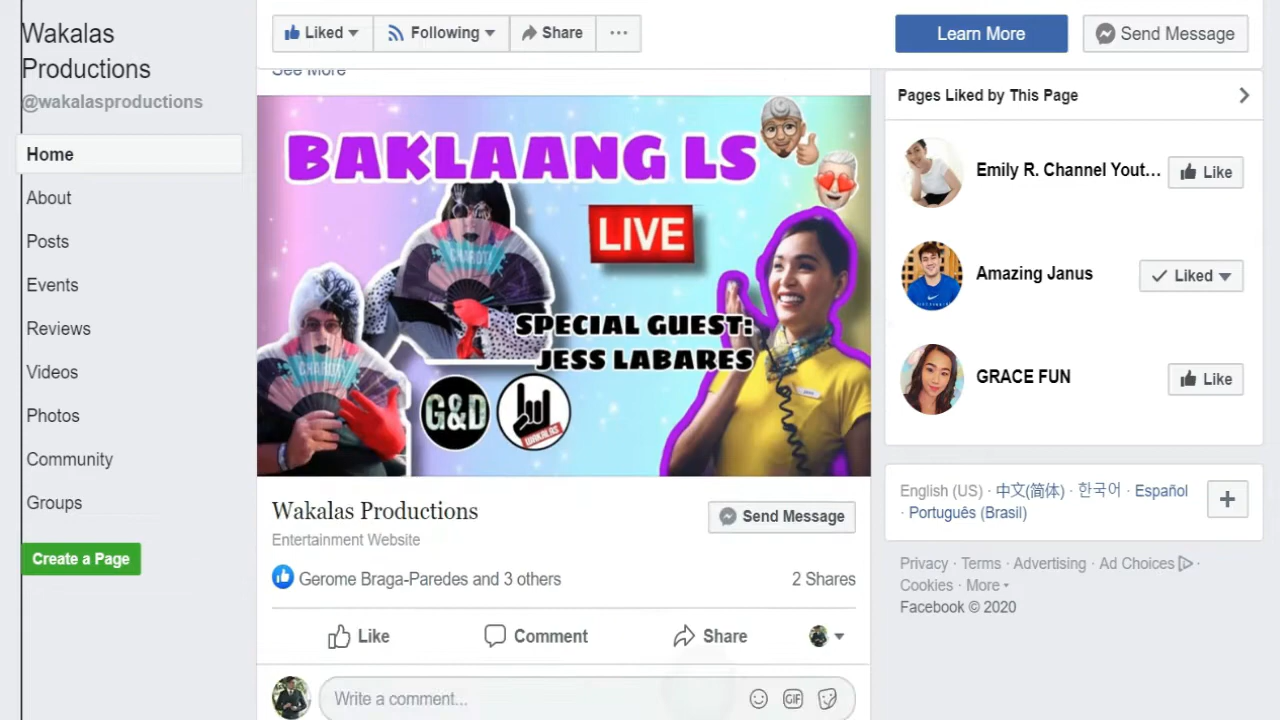 Wakalas
Productions
@wakalasproductions
Home
About
Posts
Events
Reviews
Videos
Photos
Community
Groups
Create a Page
Liked
Following
Share
Learn More
Send Message
See More
BAKLAANG LS
LIVE
CHAROT!
CHAROT!
SPECIAL GUEST:
JESS LABARES
G&D
WAKALAS
Wakalas Productions
Entertainment Website
Send Message
Gerome Braga-Paredes and 3 others
2 Shares
Like
Comment
Share
Write a comment...
GIF
Pages Liked by This Page
Emily R. Channel Yout...
Like
Amazing Janus
Liked
GRACE FUN
Like
English (US) · 中文(简体) · 한국어 · Español
· Português (Brasil)
Privacy · Terms · Advertising · Ad Choices ·
Cookies · More
Facebook © 2020